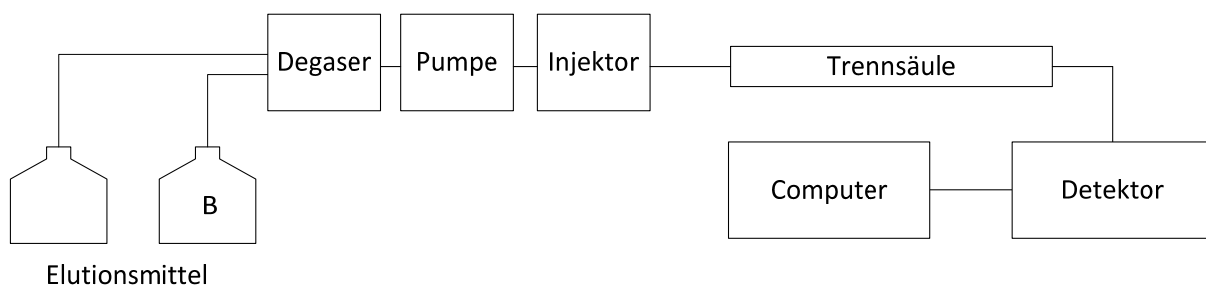 Degaser
Pumpe
Injektor
Trennsäule
B
Computer
Detektor
Elutionsmittel